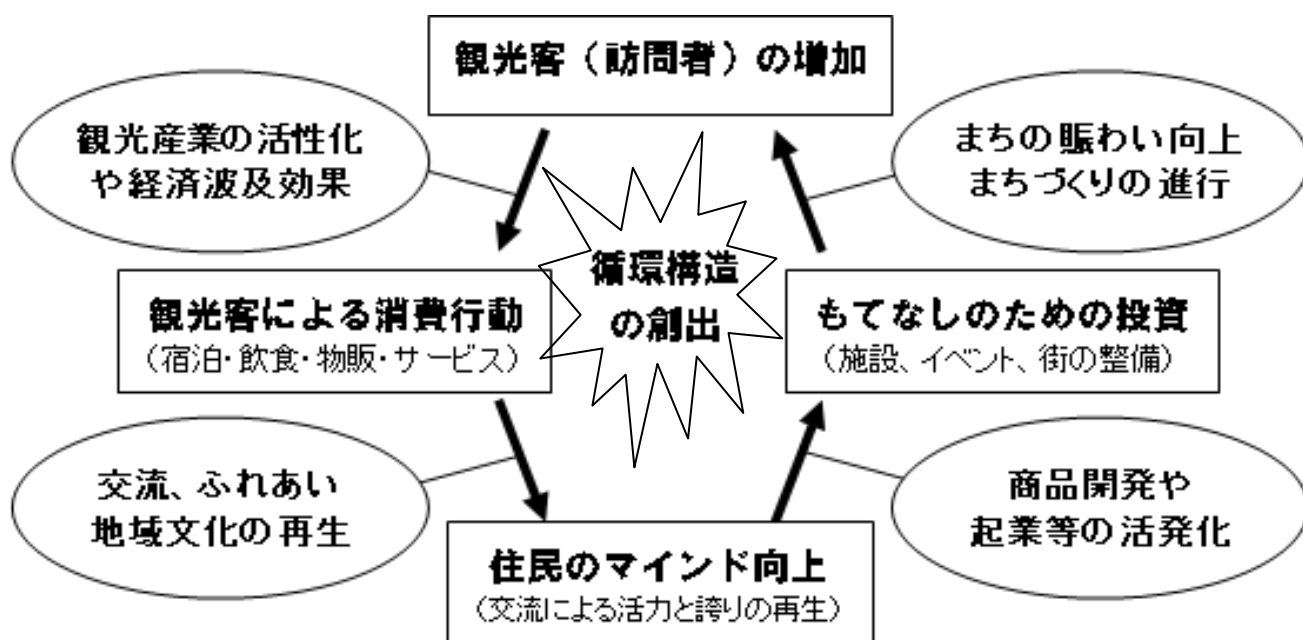 観光客（訪問者）の増加
観光産業の活性化
や経済波及効果
まちの賑わい向上
まちづくりの進行
循環構造
の創出
観光客による消費行動
（宿泊・飲食・物販・サービス）
もてなしのための投資
（施設、イベント、街の整備）
交流、ふれあい
地域文化の再生
商品開発や
起業等の活発化
住民のマインド向上
（交流による活力と誇りの再生）